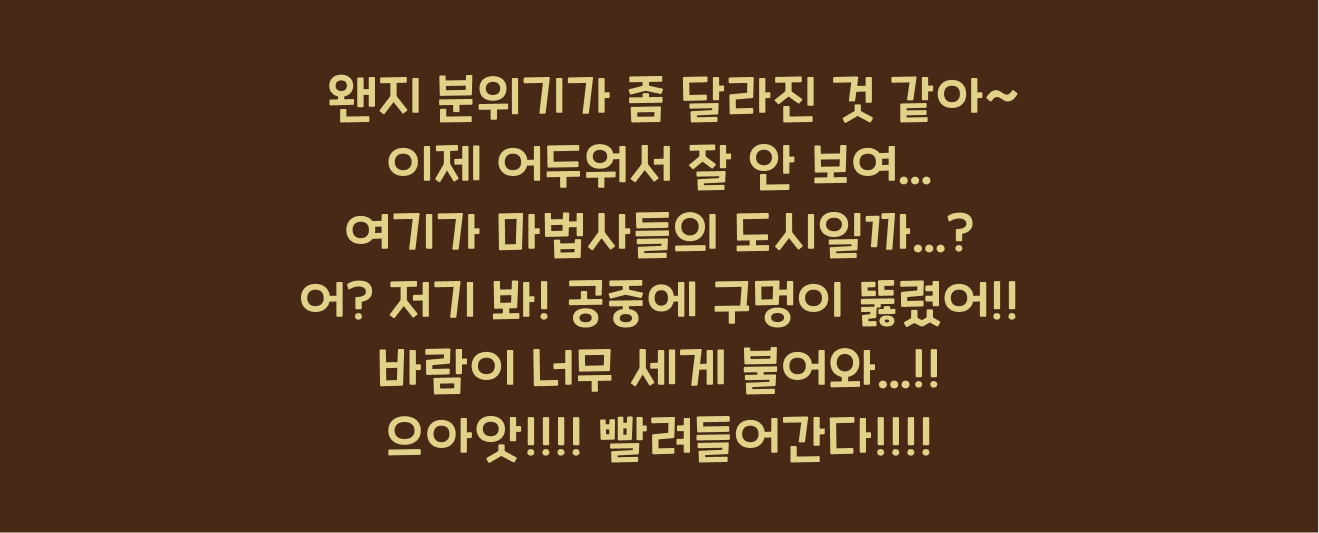 왠지 분위기가 좀 달라진 것 같아~
이제 어두워서 잘 안 보여...
여기가 마법사들의 도시일까...?
어? 저기 봐! 공중에 구멍이 뚫렸어!!
바람이 너무 세게 불어와...!!
으아앗!!!! 빨려들어간다!!!!